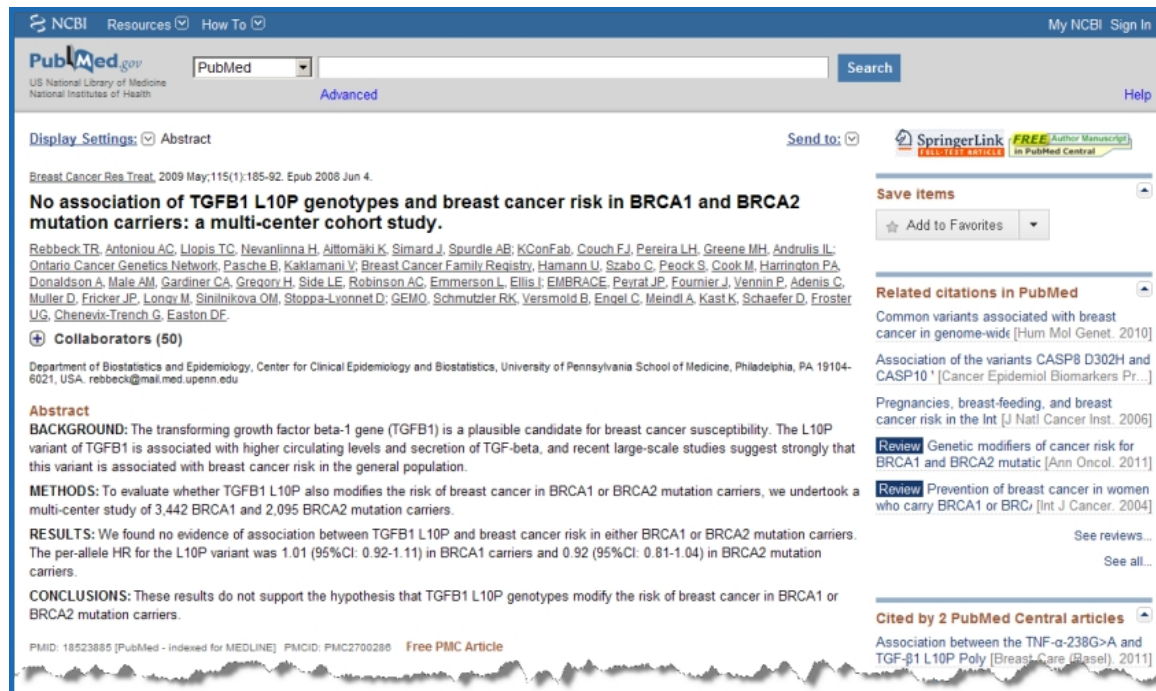 NCBI Resources How To My NCBI Sign In
PubMed.gov
US National Library of Medicine
National Institutes of Health
PubMed Search
Advanced Help
Display Settings: Abstract Send to:
Breast Cancer Res Treat. 2009 May;115(1):185-92. Epub 2008 Jun 4.
No association of TGFB1 L10P genotypes and breast cancer risk in BRCA1 and BRCA2
mutation carriers: a multi-center cohort study.
Rebbeck TR, Antoniou AC, Llopis TC, Nevanlinna H, Aittomäki K, Simard J, Spurdle AB; KConFab, Couch FJ, Pereira LH, Greene MH, Andrulis IL;
Ontario Cancer Genetics Network, Pasche B, Kaklamani V; Breast Cancer Family Registry, Hamann U, Szabo C, Peock S, Cook M, Harrington PA,
Donaldson A, Male AM, Gardiner CA, Gregory H, Side LE, Robinson AC, Emmerson L, Ellis I; EMBRACE, Peyrat JP, Fournier J, Vennin P, Adenis C,
Muller D, Fricker JP, Longy M, Sinilnikova OM, Stoppa-Lyonnet D; GEMO, Schmutzler RK, Versmold B, Engel C, Meindl A, Kast K, Schaefer D, Froster
UG, Chenevix-Trench G, Easton DF.
Collaborators (50)
Department of Biostatistics and Epidemiology, Center for Clinical Epidemiology and Biostatistics, University of Pennsylvania School of Medicine, Philadelphia, PA 19104-
6021, USA. rebbeck@mail.med.upenn.edu
Abstract
BACKGROUND: The transforming growth factor beta-1 gene (TGFB1) is a plausible candidate for breast cancer susceptibility. The L10P
variant of TGFB1 is associated with higher circulating levels and secretion of TGF-beta, and recent large-scale studies suggest strongly that
this variant is associated with breast cancer risk in the general population.
METHODS: To evaluate whether TGFB1 L10P also modifies the risk of breast cancer in BRCA1 or BRCA2 mutation carriers, we undertook a
multi-center study of 3,442 BRCA1 and 2,095 BRCA2 mutation carriers.
RESULTS: We found no evidence of association between TGFB1 L10P and breast cancer risk in either BRCA1 or BRCA2 mutation carriers.
The per-allele HR for the L10P variant was 1.01 (95%CI: 0.92-1.11) in BRCA1 carriers and 0.92 (95%CI: 0.81-1.04) in BRCA2 mutation
carriers.
CONCLUSIONS: These results do not support the hypothesis that TGFB1 L10P genotypes modify the risk of breast cancer in BRCA1 or
BRCA2 mutation carriers.
PMID: 18523885 [PubMed - indexed for MEDLINE] PMCID: PMC2700286 Free PMC Article
SpringerLink
FULL-TEXT ARTICLE
FREE Author Manuscript
in PubMed Central
Save items
Add to Favorites
Related citations in PubMed
Common variants associated with breast
cancer in genome-wide [Hum Mol Genet. 2010]
Association of the variants CASP8 D302H and
CASP10 ' [Cancer Epidemiol Biomarkers Pr...]
Pregnancies, breast-feeding, and breast
cancer risk in the Int [J Natl Cancer Inst. 2006]
Review Genetic modifiers of cancer risk for
BRCA1 and BRCA2 mutatic [Ann Oncol. 2011]
Review Prevention of breast cancer in women
who carry BRCA1 or BRC [Int J Cancer. 2004]
See reviews...
See all...
Cited by 2 PubMed Central articles
Association between the TNF-α-238G>A and
TGF-β1 L10P Poly [Breast Care (Basel). 2011]